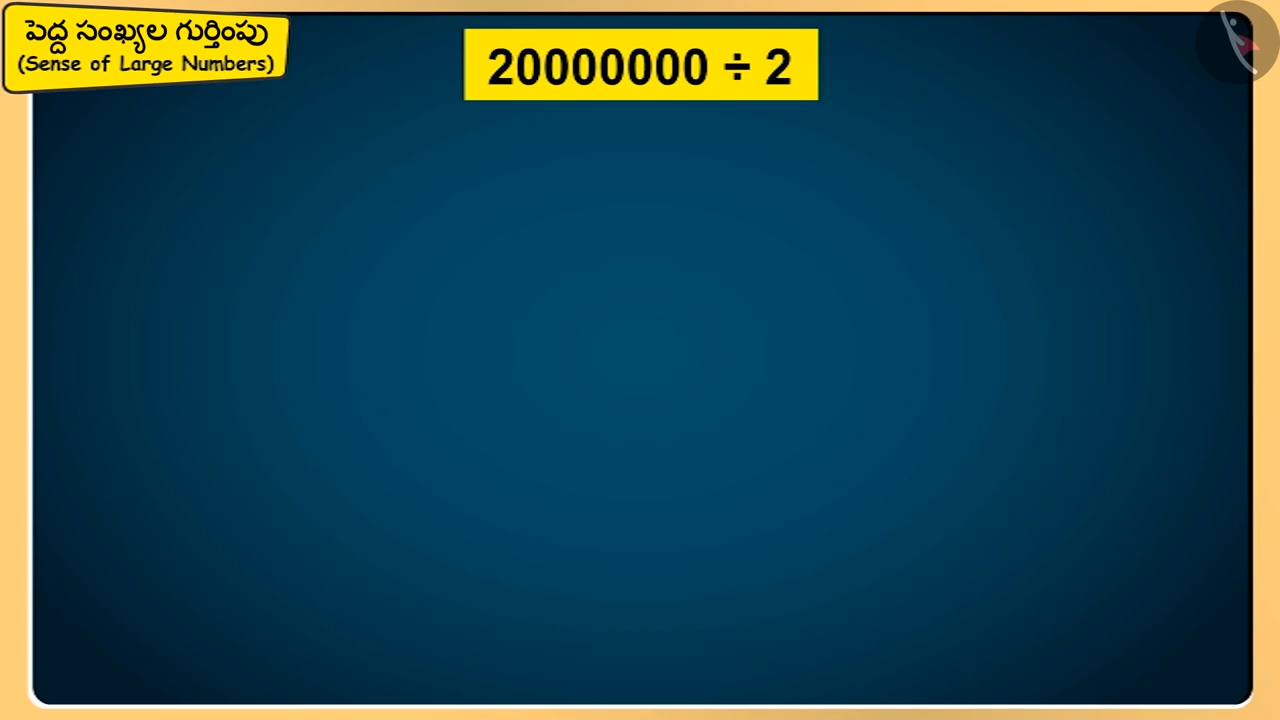 పెద్ద సంఖ్యల గుర్తింపు
(Sense of Large Numbers)
20000000 ÷ 2